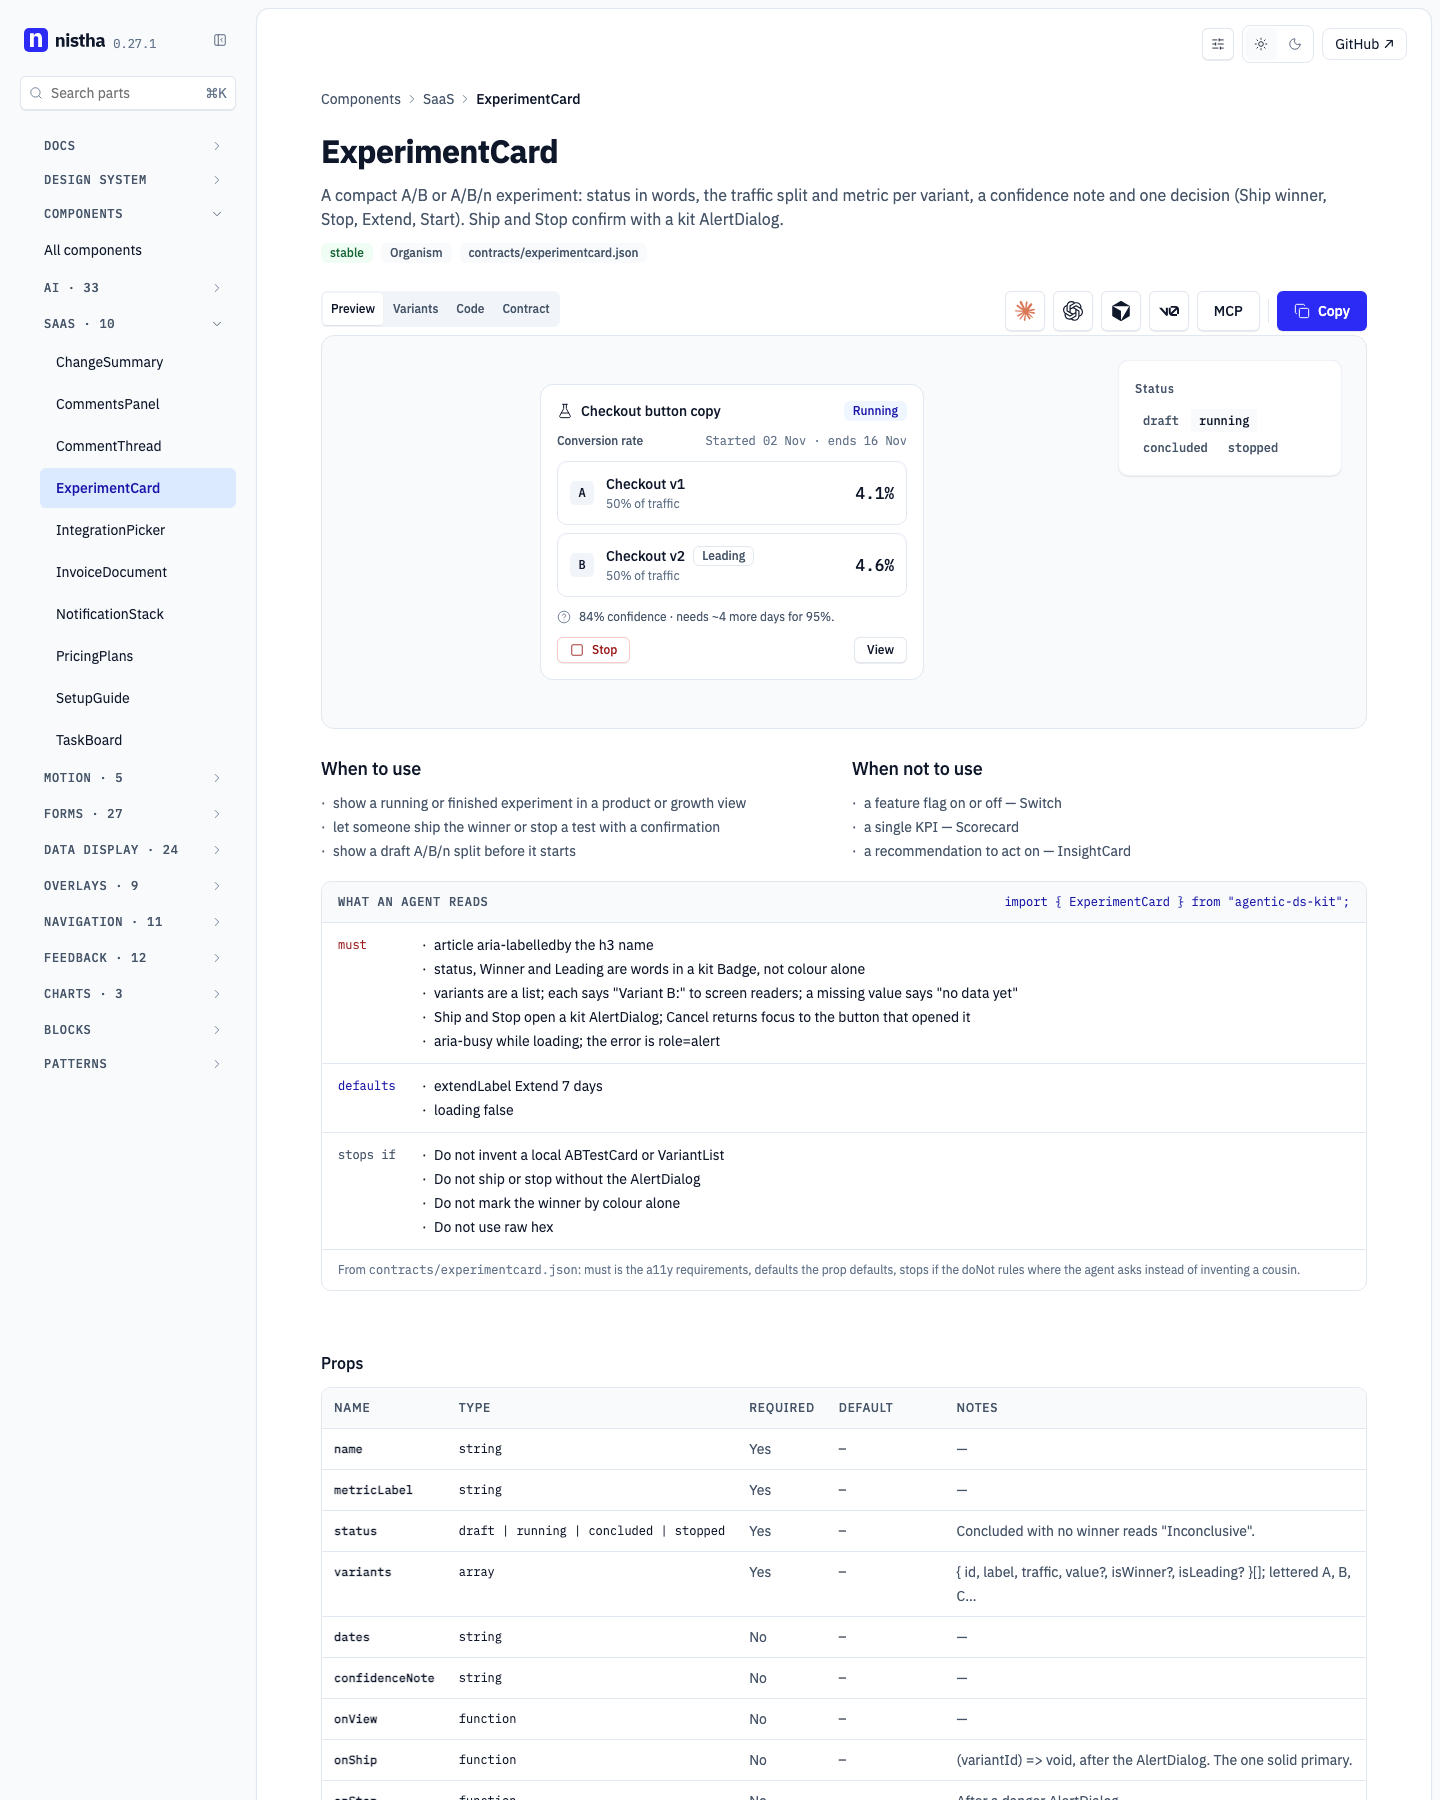 nistha 0.27.1
Search parts ⌘K
DOCS
DESIGN SYSTEM
COMPONENTS
All components
AI · 33
SAAS · 10
ChangeSummary
CommentsPanel
CommentThread
ExperimentCard
IntegrationPicker
InvoiceDocument
NotificationStack
PricingPlans
SetupGuide
TaskBoard
MOTION · 5
FORMS · 27
DATA DISPLAY · 24
OVERLAYS · 9
NAVIGATION · 11
FEEDBACK · 12
CHARTS · 3
BLOCKS
PATTERNS
GitHub
Components SaaS ExperimentCard
ExperimentCard
A compact A/B or A/B/n experiment: status in words, the traffic split and metric per variant, a confidence note and one decision (Ship winner,
Stop, Extend, Start). Ship and Stop confirm with a kit AlertDialog.
stable Organism contracts/experimentcard.json
Preview Variants Code Contract
v0 MCP Copy
Checkout button copy Running
Conversion rate Started 02 Nov · ends 16 Nov
A Checkout v1 4.1%
50% of traffic
B Checkout v2 Leading 4.6%
50% of traffic
84% confidence · needs ~4 more days for 95%.
Stop View
Status
draft running
concluded stopped
When to use
· show a running or finished experiment in a product or growth view
· let someone ship the winner or stop a test with a confirmation
· show a draft A/B/n split before it starts
When not to use
· a feature flag on or off — Switch
· a single KPI — Scorecard
· a recommendation to act on — InsightCard
WHAT AN AGENT READS import { ExperimentCard } from "agentic-ds-kit";
must · article aria-labelledby the h3 name
· status, Winner and Leading are words in a kit Badge, not colour alone
· variants are a list; each says "Variant B:" to screen readers; a missing value says "no data yet"
· Ship and Stop open a kit AlertDialog; Cancel returns focus to the button that opened it
· aria-busy while loading; the error is role=alert
defaults · extendLabel Extend 7 days
· loading false
stops if · Do not invent a local ABTestCard or VariantList
· Do not ship or stop without the AlertDialog
· Do not mark the winner by colour alone
· Do not use raw hex
From contracts/experimentcard.json: must is the a11y requirements, defaults the prop defaults, stops if the doNot rules where the agent asks instead of inventing a cousin.
Props
NAME TYPE REQUIRED DEFAULT NOTES
name string Yes — —
metricLabel string Yes — —
status draft | running | concluded | stopped Yes — Concluded with no winner reads "Inconclusive".
variants array Yes — { id, label, traffic, value?, isWinner?, isLeading? }[]; lettered A, B,
C…
dates string No — —
confidenceNote string No — —
onView function No — —
onShip function No — (variantId) => void, after the AlertDialog. The one solid primary.
onStop function No — After a danger AlertDialog.